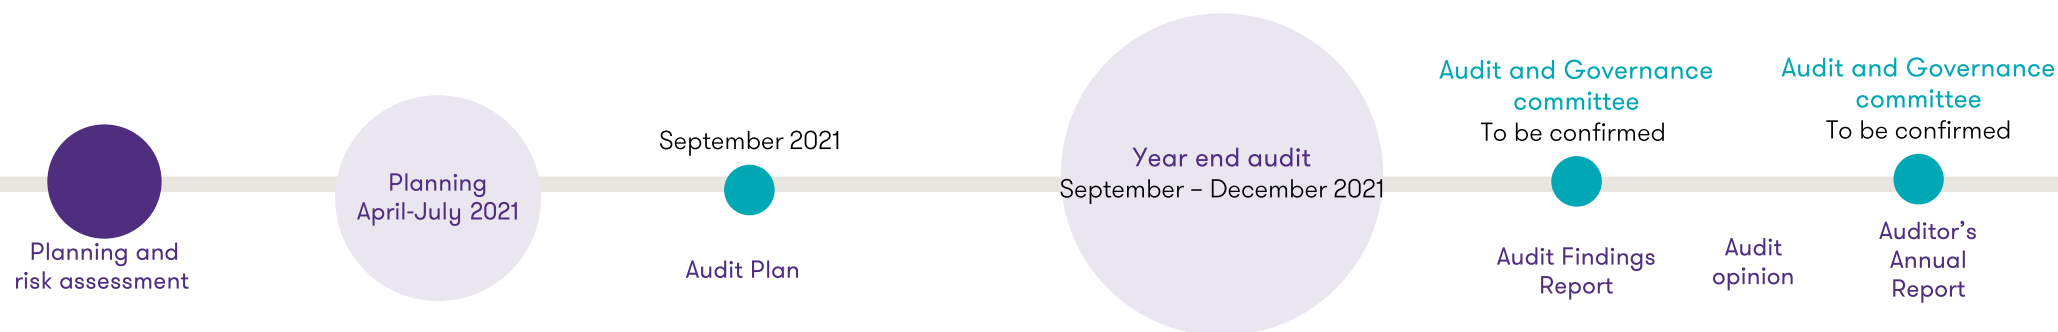 Planning and
risk assessment
Planning
April-July 2021
September 2021
Audit Plan
Year end audit
September – December 2021
Audit and Governance
committee
To be confirmed
Audit Findings
Report
Audit
opinion
Audit and Governance
committee
To be confirmed
Auditor’s
Annual
Report